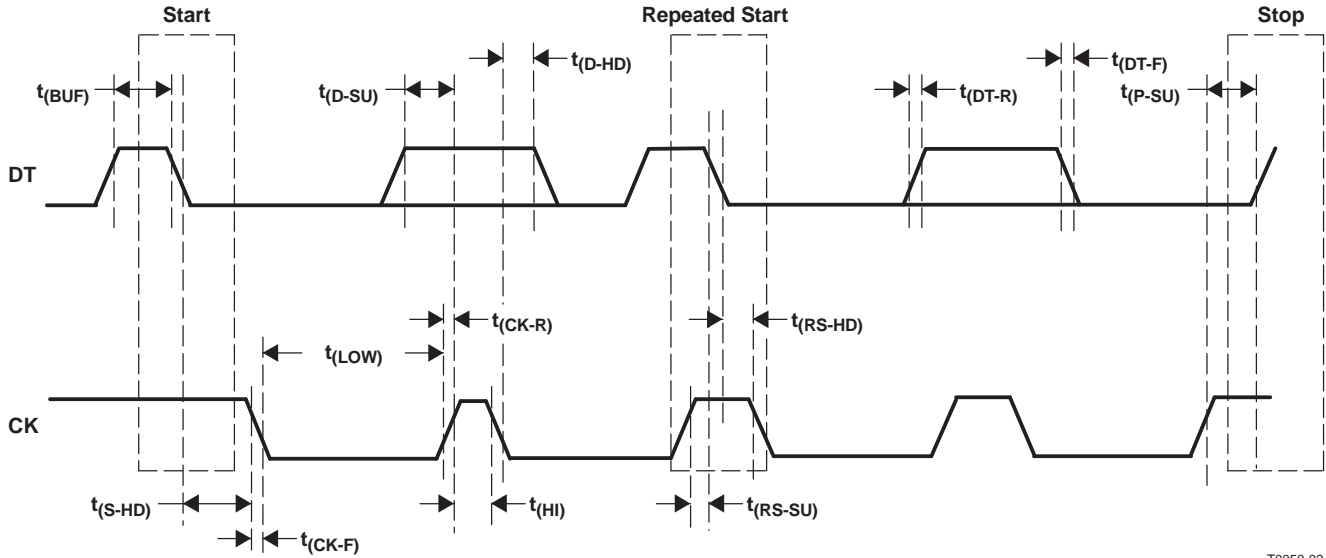 Start
Repeated Start
Stop
t(BUF)
t(D-SU)
t(D-HD)
t(DT-R)
t(DT-F)
t(P-SU)
DT
t(LOW)
t(CK-R)
t(RS-HD)
CK
t(S-HD)
t(CK-F)
t(HI)
t(RS-SU)